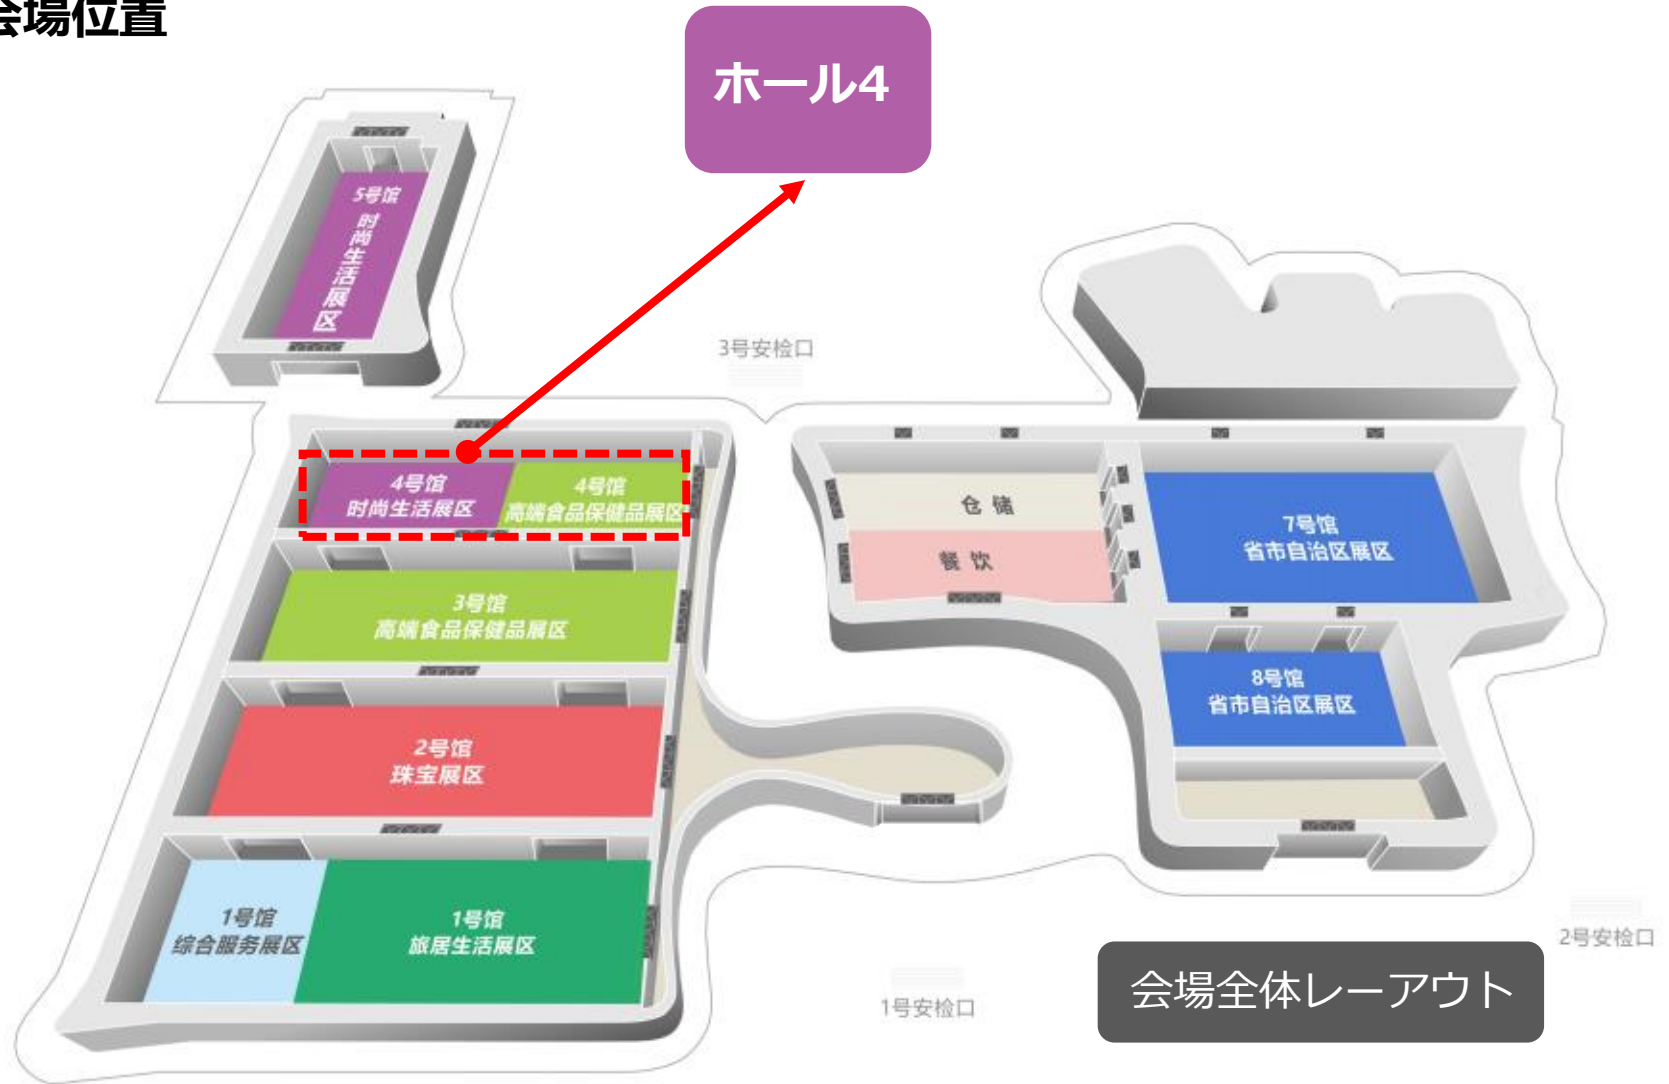 会場位置
ホール4
5号馆
时尚生活展区
3号安检口
4号馆
时尚生活展区
4号馆
高端食品保健品展区
仓储
餐饮
7号馆
省市自治区展区
3号馆
高端食品保健品展区
8号馆
省市自治区展区
2号馆
珠宝展区
1号馆
综合服务展区
1号馆
旅居生活展区
2号安检口
1号安检口
会場全体レーアウト